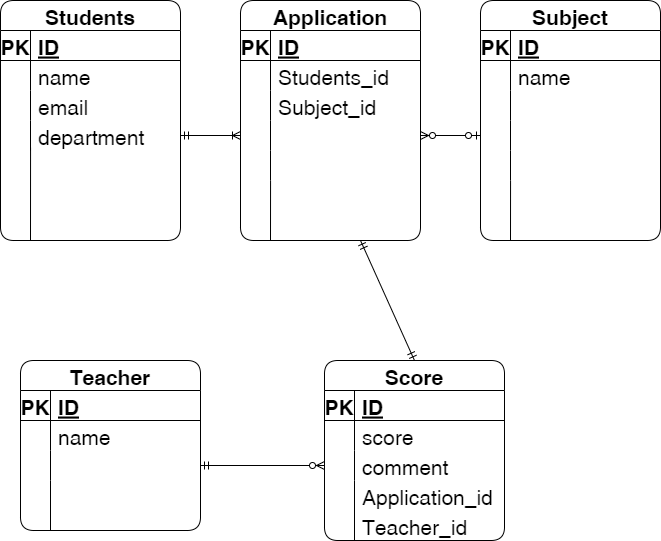 Students
PK ID
name
email
department
Application
PK ID
Students_id
Subject_id
Subject
PK ID
name
Teacher
PK ID
name
Score
PK ID
score
comment
Application_id
Teacher_id